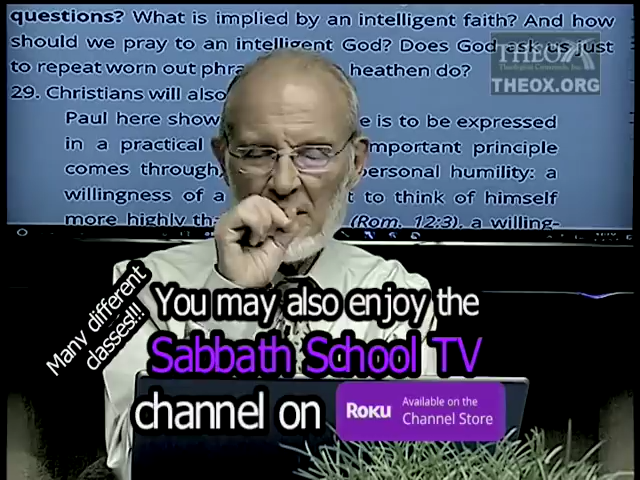 questions? What is implied by an intelligent faith? And how
should we pray to an intelligent God? Does God ask us just
to repeat worn out phra heathen do?
29. Christians will also
Paul here show e is to be expressed
in a practical mportant principle
comes through, personal humility: a
willingness of a t to think of himself
more highly tha (Rom. 12:3), a willing-
THEOX
THEOX.ORG
Many different
classes!!!
You may also enjoy the
Sabbath School TV
channel on
ROKU
Available on the
Channel Store